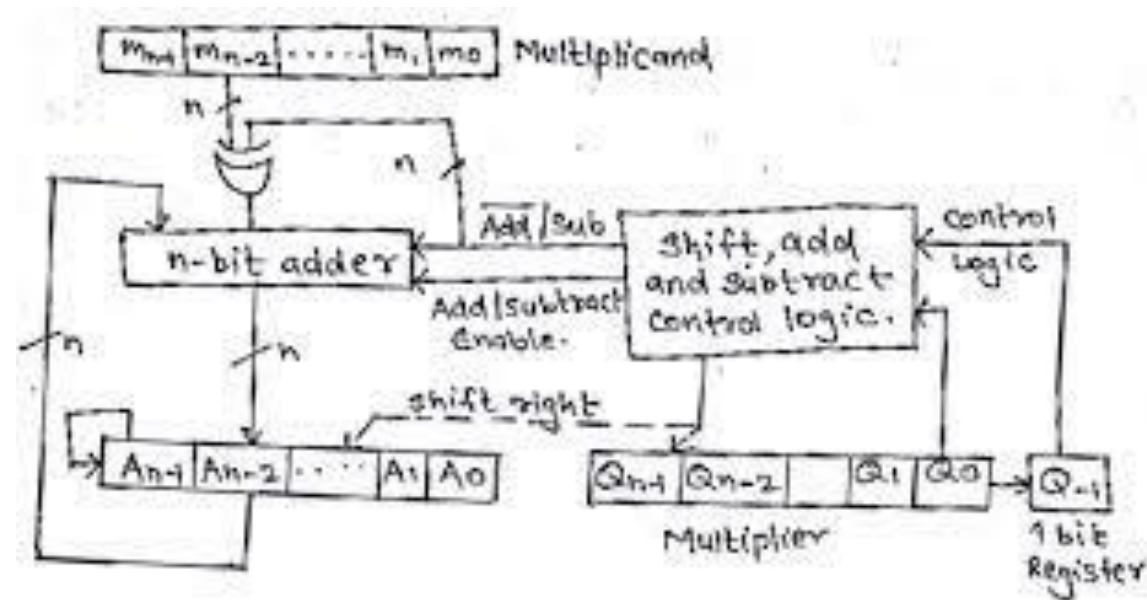 mn-1 mn-2 ..... m1 m0 Multiplicand
n
n
Add/Sub
n-bit adder
Add/Subtract
Enable.
Shift, add
and subtract
control logic.
Control
Logic
n
n
Shift right
An-1 An-2 .... A1 A0
Qn-1 Qn-2 Q1 Q0 Q-1
Multiplier
1 bit
Register